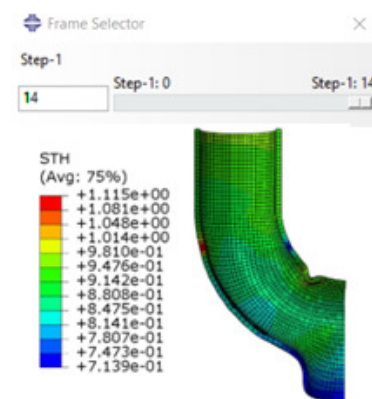 Frame Selector
Step-1
14
Step-1: 0
Step-1: 14
STH
(Avg: 75%)
+1.115e+00
+1.081e+00
+1.048e+00
+1.014e+00
+9.810e-01
+9.476e-01
+9.142e-01
+8.808e-01
+8.475e-01
+8.141e-01
+7.807e-01
+7.473e-01
+7.139e-01